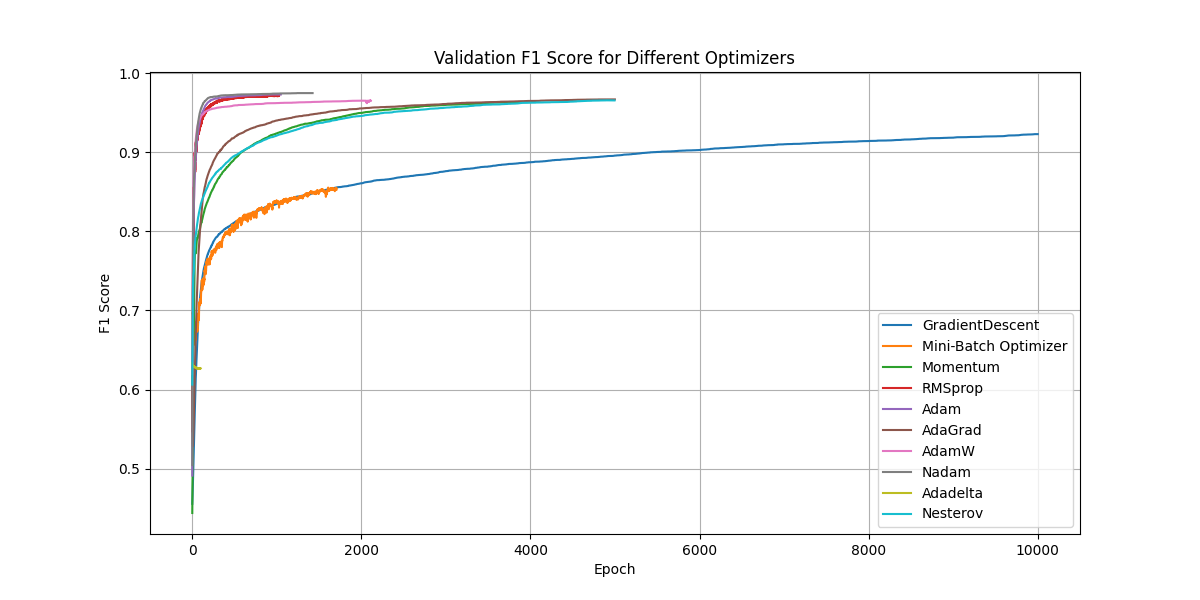 Validation F1 Score for Different Optimizers
1.0
0.9
0.8
0.7
0.6
0.5
F1 Score
0 2000 4000 6000 8000 10000
Epoch
GradientDescent
Mini-Batch Optimizer
Momentum
RMSprop
Adam
AdaGrad
AdamW
Nadam
Adadelta
Nesterov